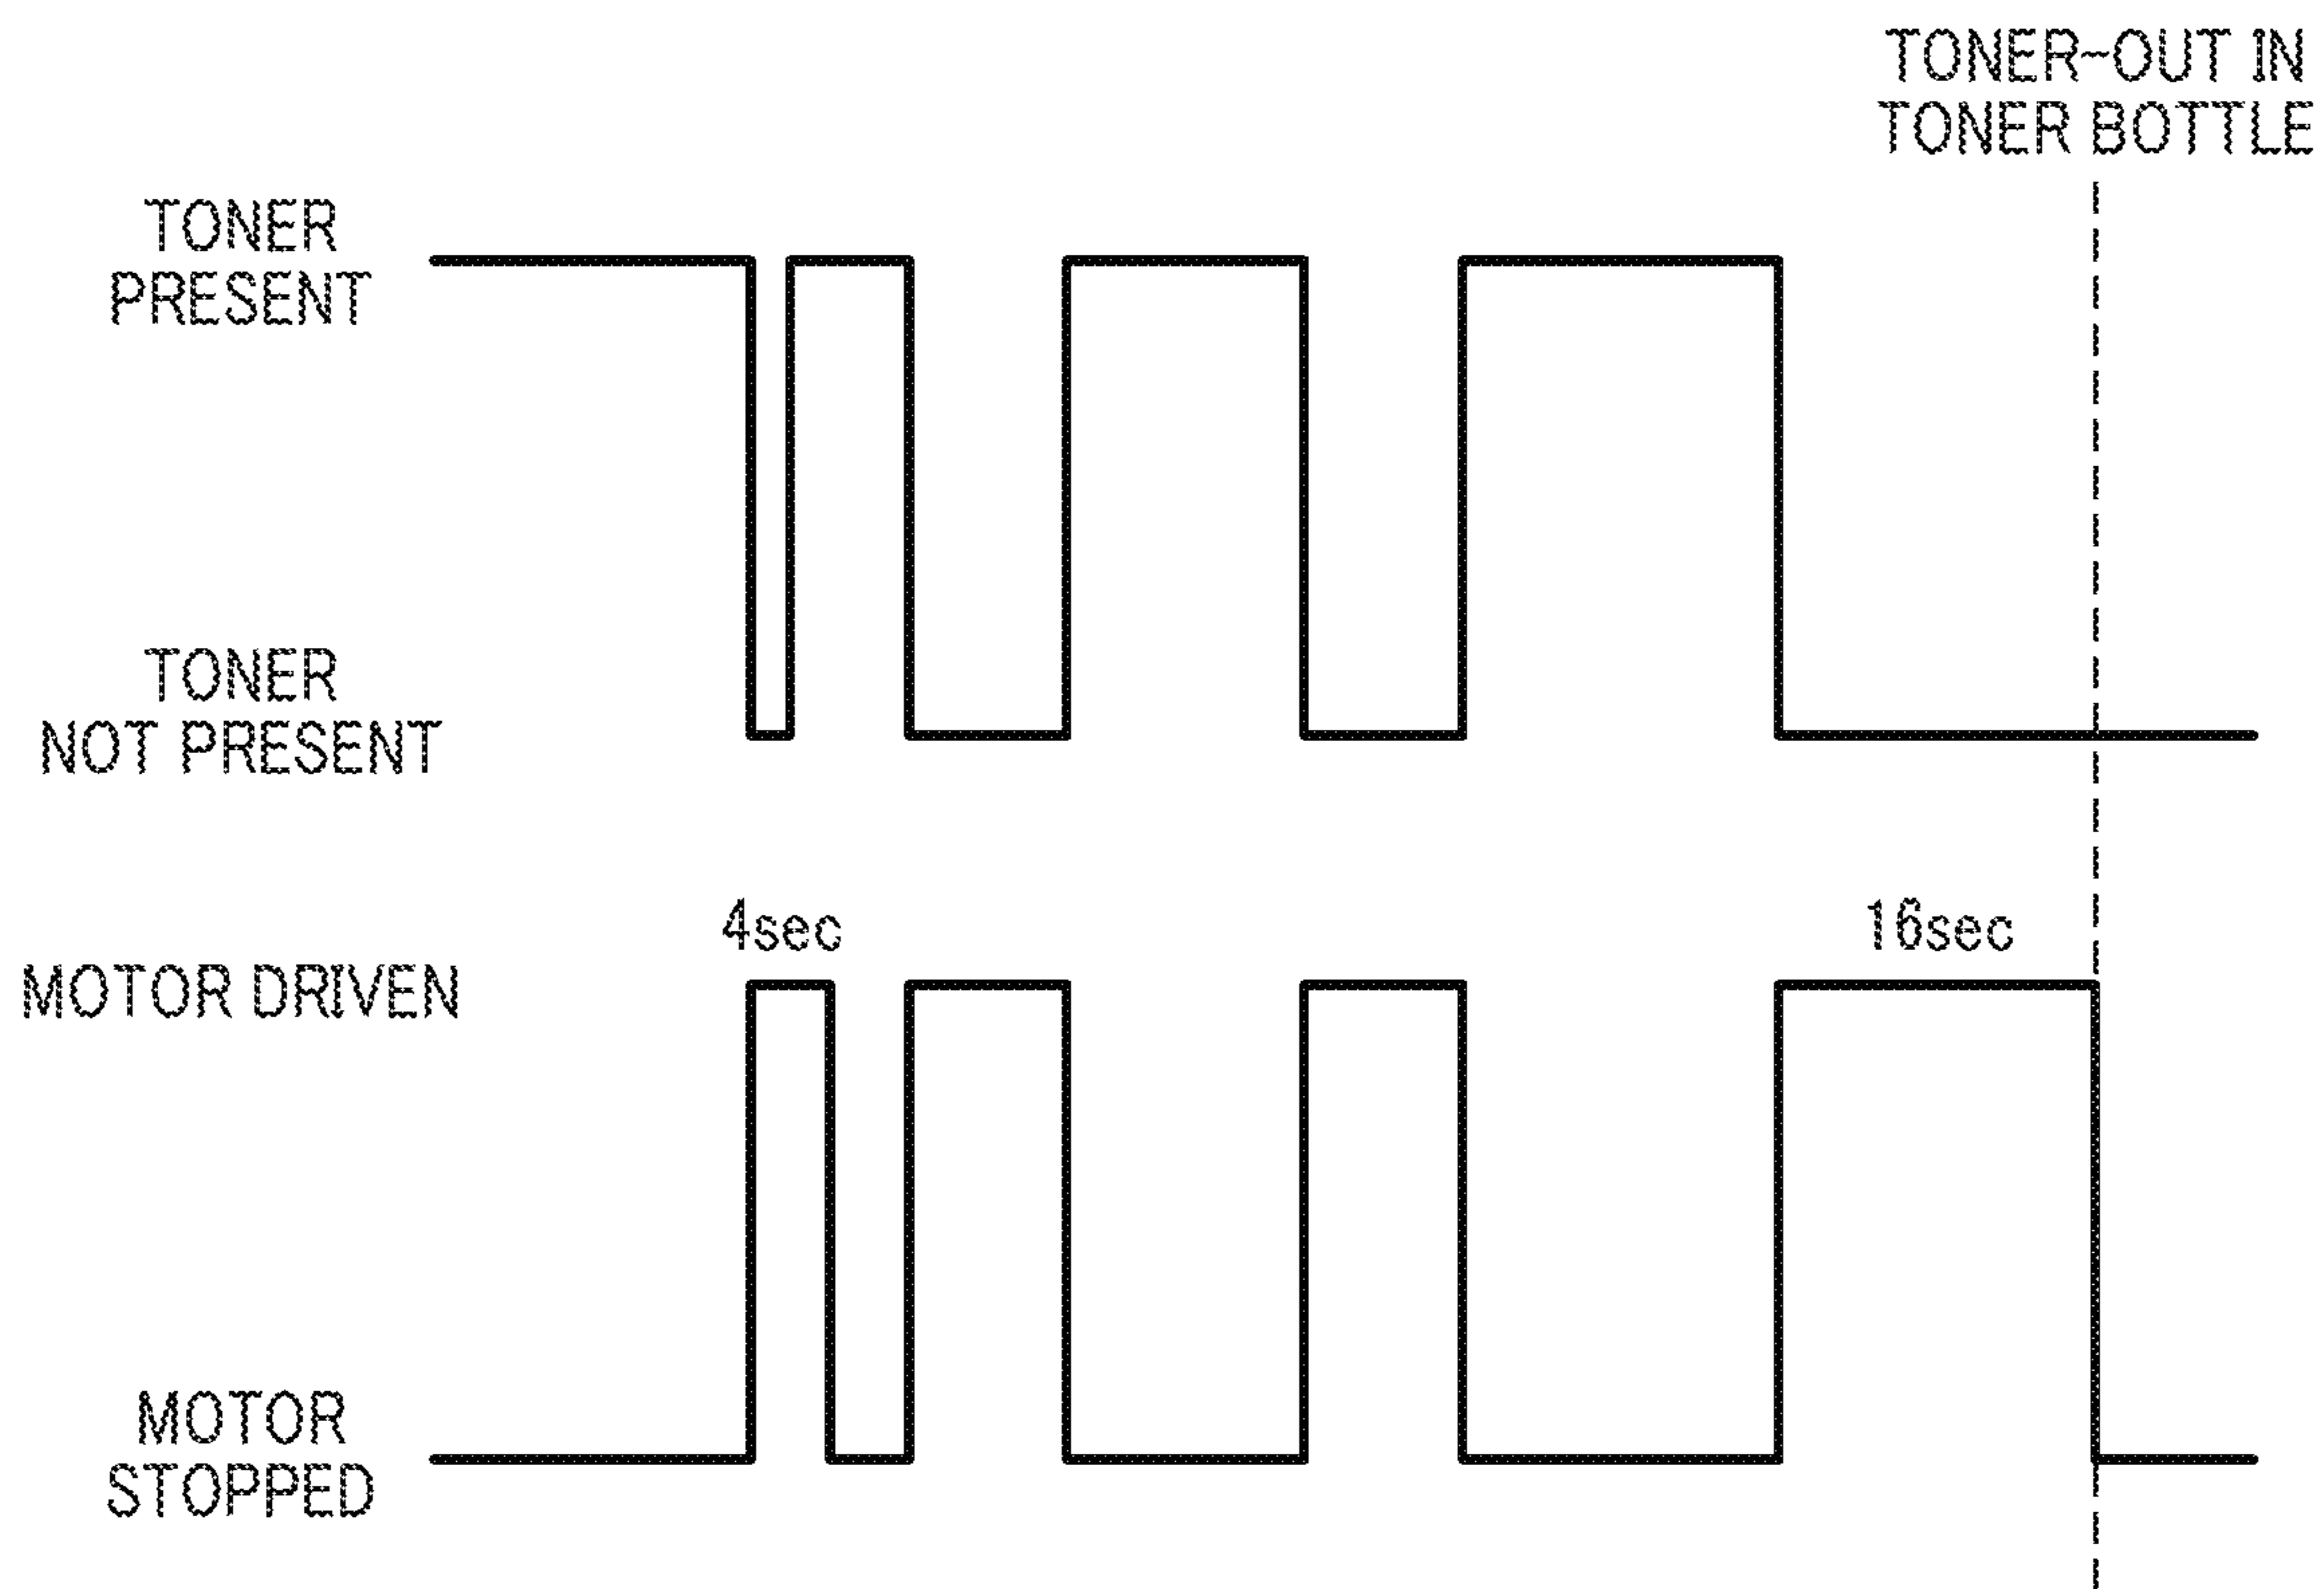 TONER-OUT IN
TONER BOTTLE
TONER
PRESENT
TONER
NOT PRESENT
4sec
16sec
MOTOR DRIVEN
MOTOR
STOPPED